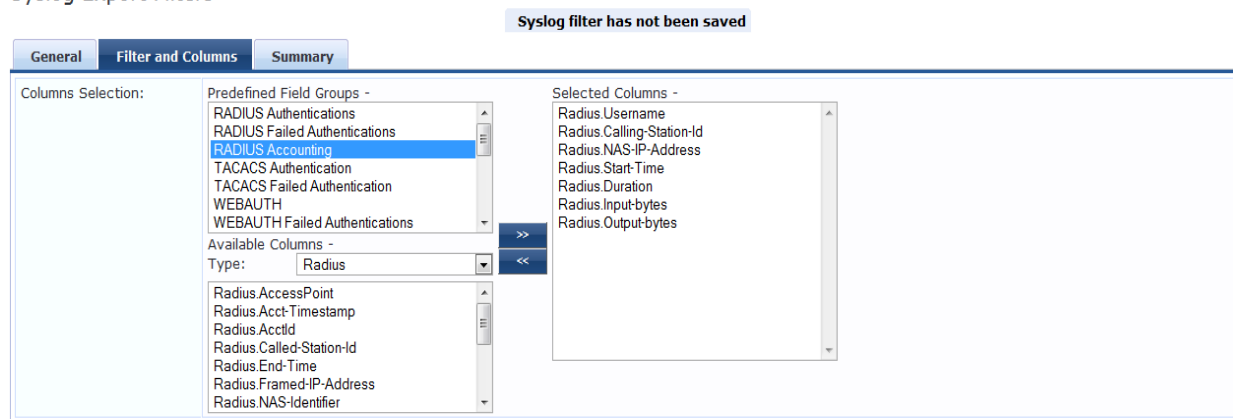 Syslog Export Filters
Syslog filter has not been saved
General
Filter and Columns
Summary
Columns Selection:
Predefined Field Groups -
RADIUS Authentications
RADIUS Failed Authentications
RADIUS Accounting
TACACS Authentication
TACACS Failed Authentication
WEBAUTH
WEBAUTH Failed Authentications
Available Columns -
Type:
Radius
Radius.AccessPoint
Radius.Acct-Timestamp
Radius.AcctId
Radius.Called-Station-Id
Radius.End-Time
Radius.Framed-IP-Address
Radius.NAS-Identifier
>>
<<
Selected Columns -
Radius.Username
Radius.Calling-Station-Id
Radius.NAS-IP-Address
Radius.Start-Time
Radius.Duration
Radius.Input-bytes
Radius.Output-bytes